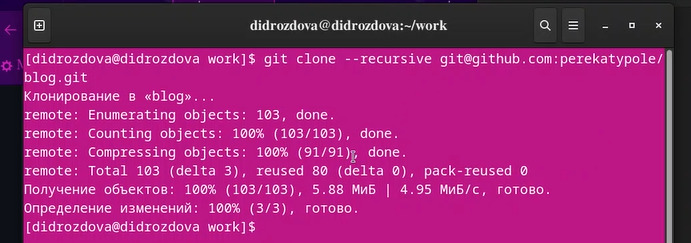 didrozdova@didrozdova:~/work
[didrozdova@didrozdova work]$ git clone --recursive git@github.com:perekatypole/
blog.git
Клонирование в «blog»...
remote: Enumerating objects: 103, done.
remote: Counting objects: 100% (103/103), done.
remote: Compressing objects: 100% (91/91), done.
remote: Total 103 (delta 3), reused 80 (delta 0), pack-reused 0
Получение объектов: 100% (103/103), 5.88 МиБ | 4.95 МиБ/с, готово.
Определение изменений: 100% (3/3), готово.
[didrozdova@didrozdova work]$